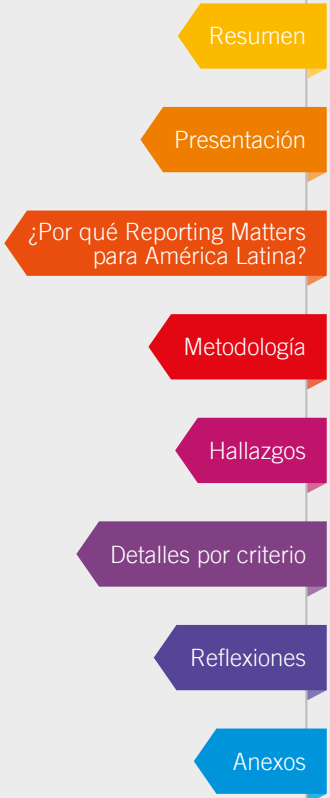 Resumen
Presentación
¿Por qué Reporting Matters
para América Latina?
Metodología
Hallazgos
Detalles por criterio
Reflexiones
Anexos